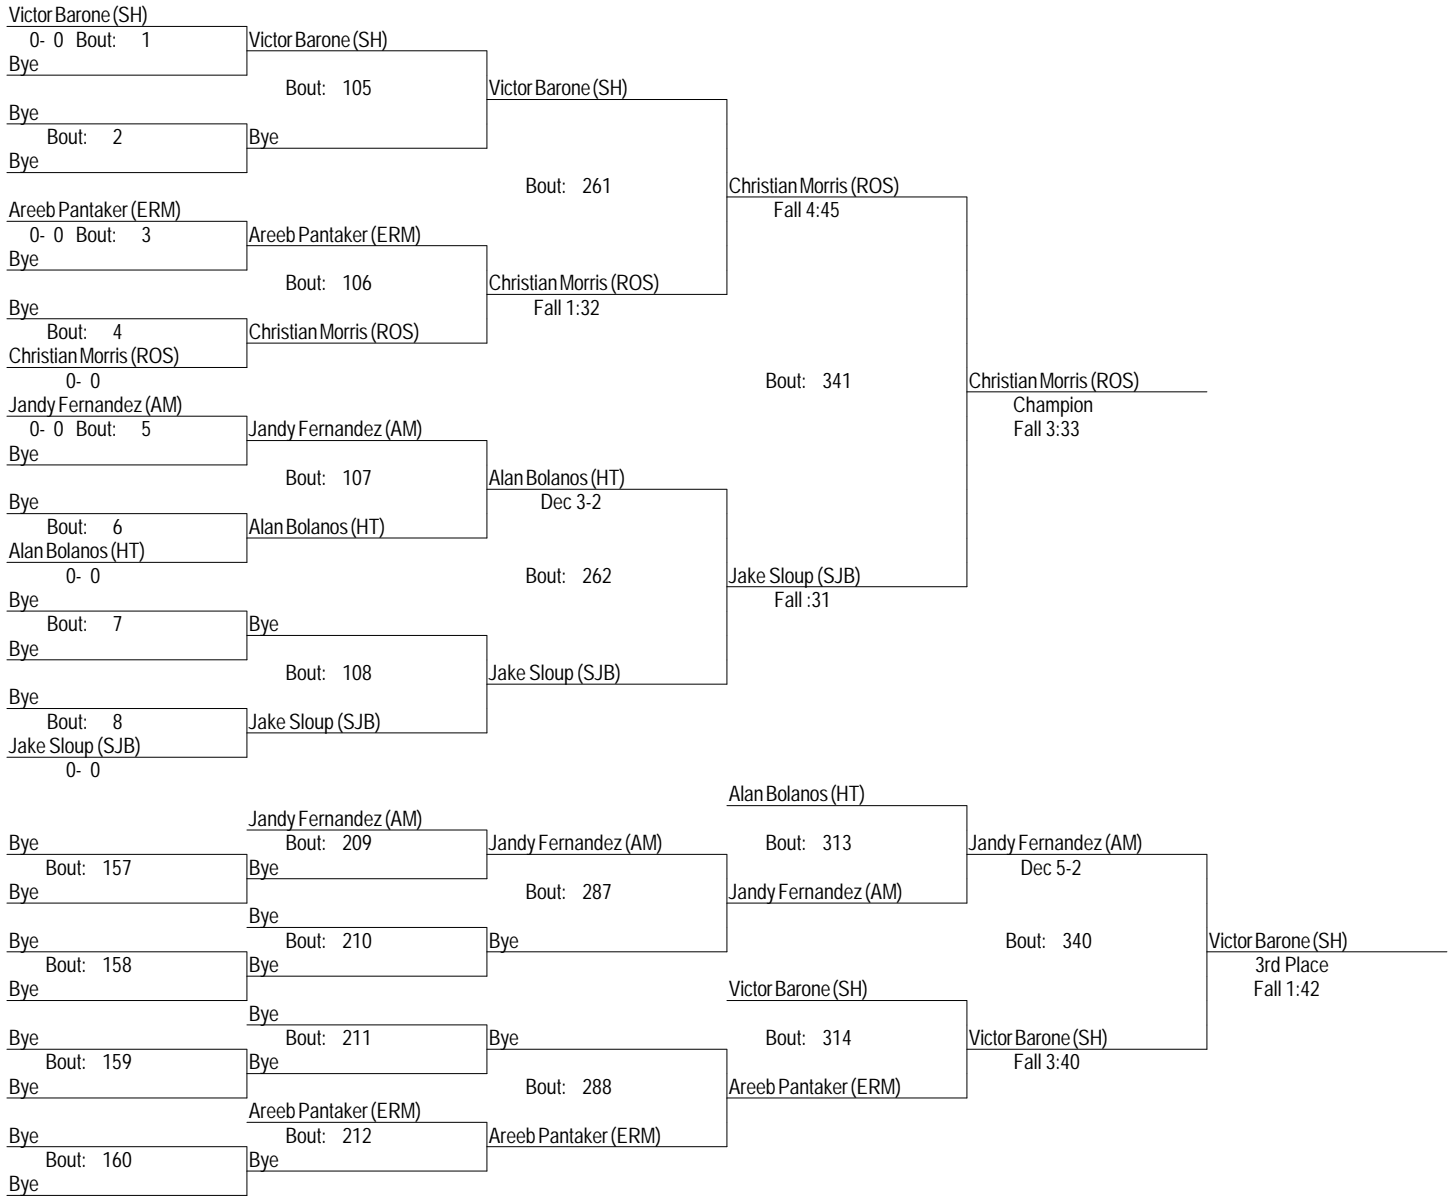 Victor Barone (SH)
0- 0 Bout: 1
Victor Barone (SH)
Bye
Bout: 105
Victor Barone (SH)
Bye
Bout: 2
Bye
Bye
Bout: 261
Christian Morris (ROS)
Areeb Pantaker (ERM)
Fall 4:45
0- 0 Bout: 3
Areeb Pantaker (ERM)
Bye
Bout: 106
Christian Morris (ROS)
Bye
Fall 1:32
Bout: 4
Christian Morris (ROS)
Christian Morris (ROS)
0- 0
Bout: 341
Christian Morris (ROS)
Jandy Fernandez (AM)
Champion
0- 0 Bout: 5
Jandy Fernandez (AM)
Fall 3:33
Bye
Bout: 107
Alan Bolanos (HT)
Bye
Dec 3-2
Bout: 6
Alan Bolanos (HT)
Alan Bolanos (HT)
0- 0
Bout: 262
Jake Sloup (SJB)
Bye
Fall :31
Bout: 7
Bye
Bye
Bout: 108
Jake Sloup (SJB)
Bye
Bout: 8
Jake Sloup (SJB)
Jake Sloup (SJB)
0- 0
Alan Bolanos (HT)
Jandy Fernandez (AM)
Bye
Bout: 209
Jandy Fernandez (AM)
Bout: 313
Jandy Fernandez (AM)
Bout: 157
Bye
Dec 5-2
Bye
Bout: 287
Jandy Fernandez (AM)
Bye
Bye
Bout: 210
Bye
Bout: 340
Victor Barone (SH)
Bout: 158
Bye
3rd Place
Bye
Victor Barone (SH)
Fall 1:42
Bye
Bye
Bout: 211
Bye
Bout: 314
Victor Barone (SH)
Bout: 159
Bye
Fall 3:40
Bye
Bout: 288
Areeb Pantaker (ERM)
Areeb Pantaker (ERM)
Bye
Bout: 212
Areeb Pantaker (ERM)
Bout: 160
Bye
Bye